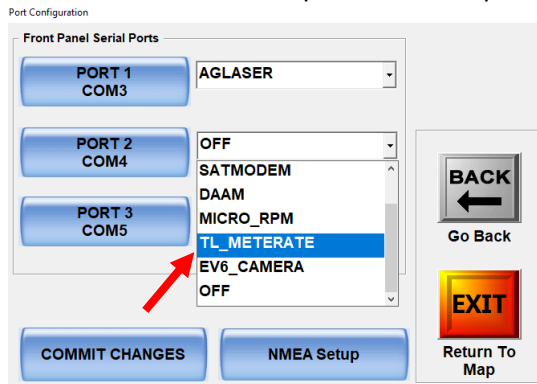 Port Configuration
Front Panel Serial Ports
PORT 1
COM3
AGLASER
PORT 2
COM4
OFF
SATMODEM
DAAM
MICRO_RPM
TL_METERATE
EV6_CAMERA
OFF
PORT 3
COM5
BACK
Go Back
EXIT
Return To
Map
COMMIT CHANGES
NMEA Setup